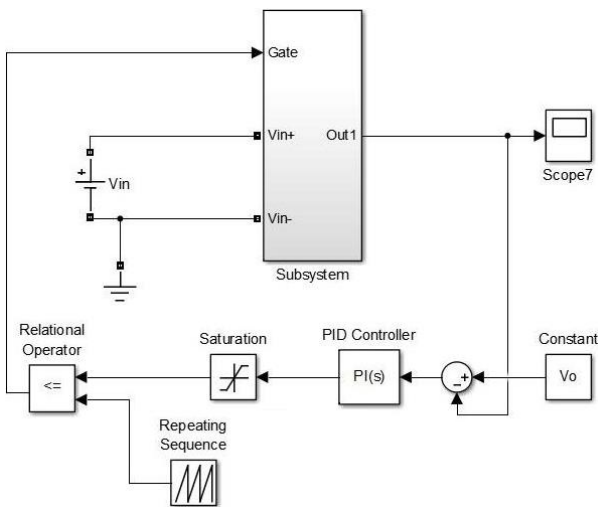 Gate
Vin+
Out1
Scope7
+
Vin
Vin-
Subsystem
Relational
Operator
<=
Saturation
PID Controller
PI(s)
+
−
Constant
Vo
Repeating
Sequence